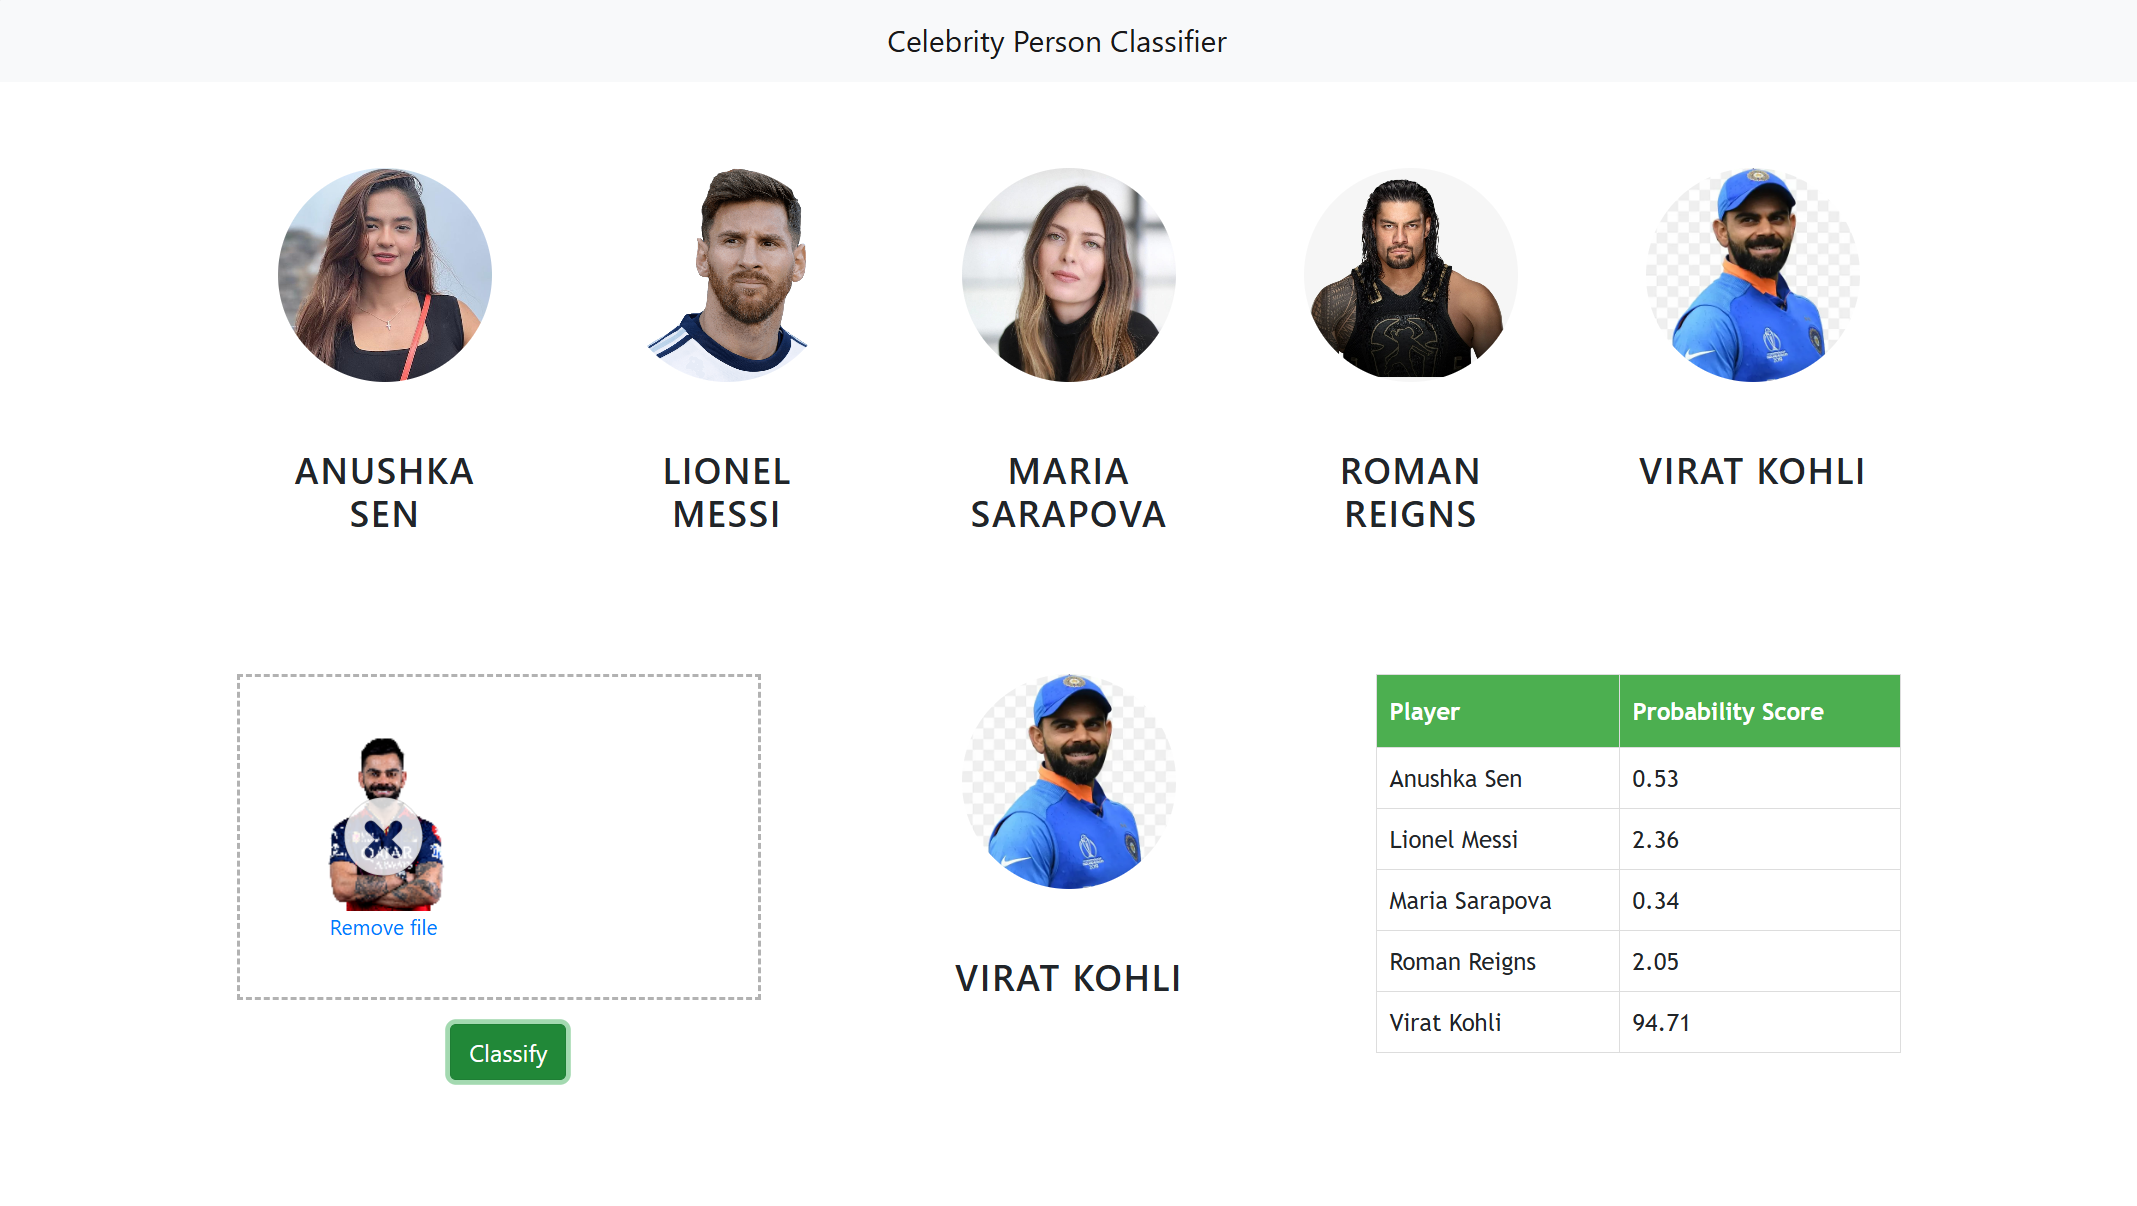 Celebrity Person Classifier
ANUSHKA
SEN
LIONEL
MESSI
MARIA
SARAPOVA
ROMAN
REIGNS
VIRAT KOHLI
Remove file
Classify
VIRAT KOHLI
Player Probability Score
Anushka Sen 0.53
Lionel Messi 2.36
Maria Sarapova 0.34
Roman Reigns 2.05
Virat Kohli 94.71